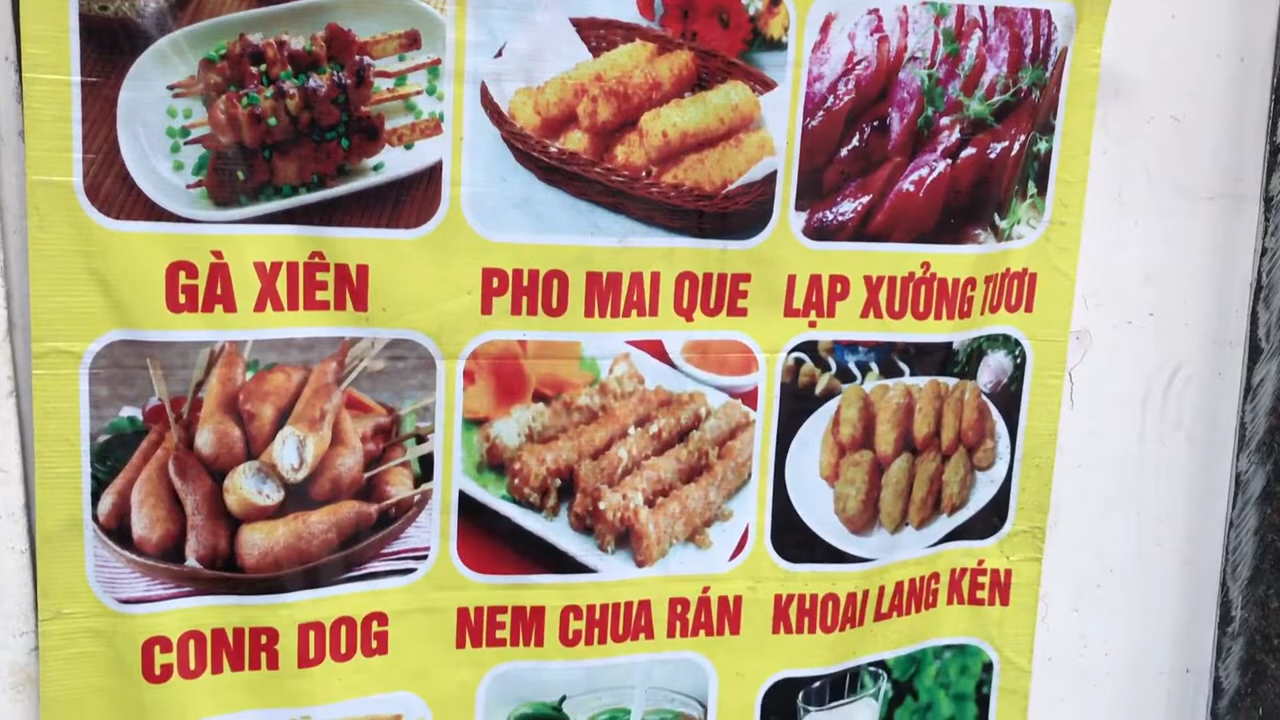 GÀ XIÊN
PHO MAI QUE
LẠP XƯỞNG TƯƠI
CONR DOG
NEM CHUA RÁN
KHOAI LANG KÉN